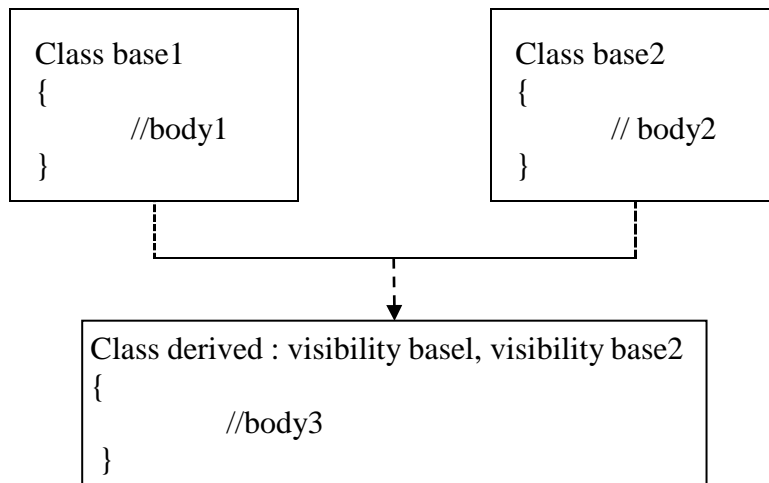 Class base1
{
//body1
}
Class base2
{
// body2
}
Class derived : visibility basel, visibility base2
{
//body3
}